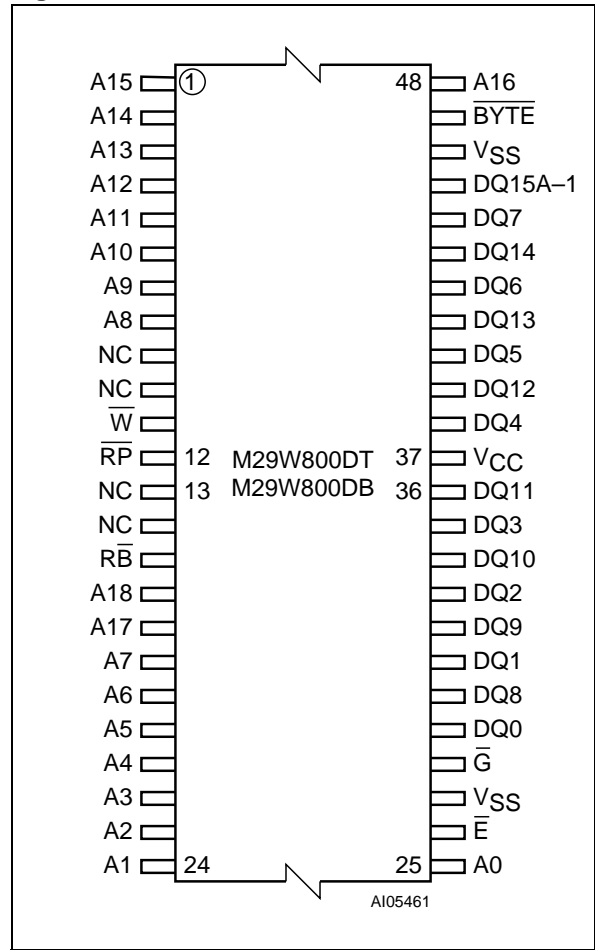 A15 ① 48 A16
A14 B̅Y̅T̅E̅
A13 VSS
A12 DQ15A–1
A11 DQ7
A10 DQ14
A9 DQ6
A8 DQ13
NC DQ5
NC DQ12
W̅ DQ4
R̅P̅ 12 M29W800DT 37 VCC
NC 13 M29W800DB 36 DQ11
NC DQ3
RB̅ DQ10
A18 DQ2
A17 DQ9
A7 DQ1
A6 DQ8
A5 DQ0
A4 G̅
A3 VSS
A2 E̅
A1 24 25 A0
AI05461